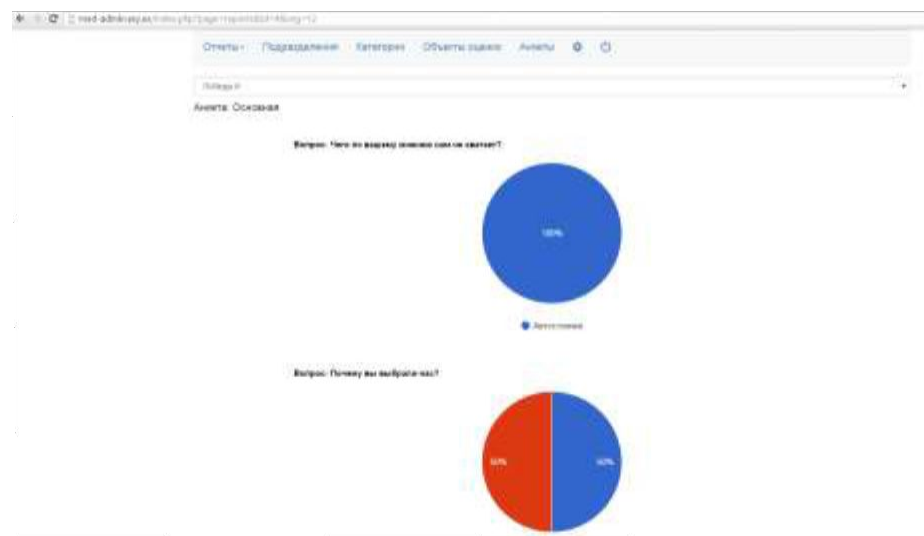 Отчеты Подразделения Категории Объекты оценки Анкеты
Анкета: Основная
Вопрос: Чего по вашему мнению нам не хватает?
100%
Автостоянки
Вопрос: Почему вы выбрали нас?
50% 50%